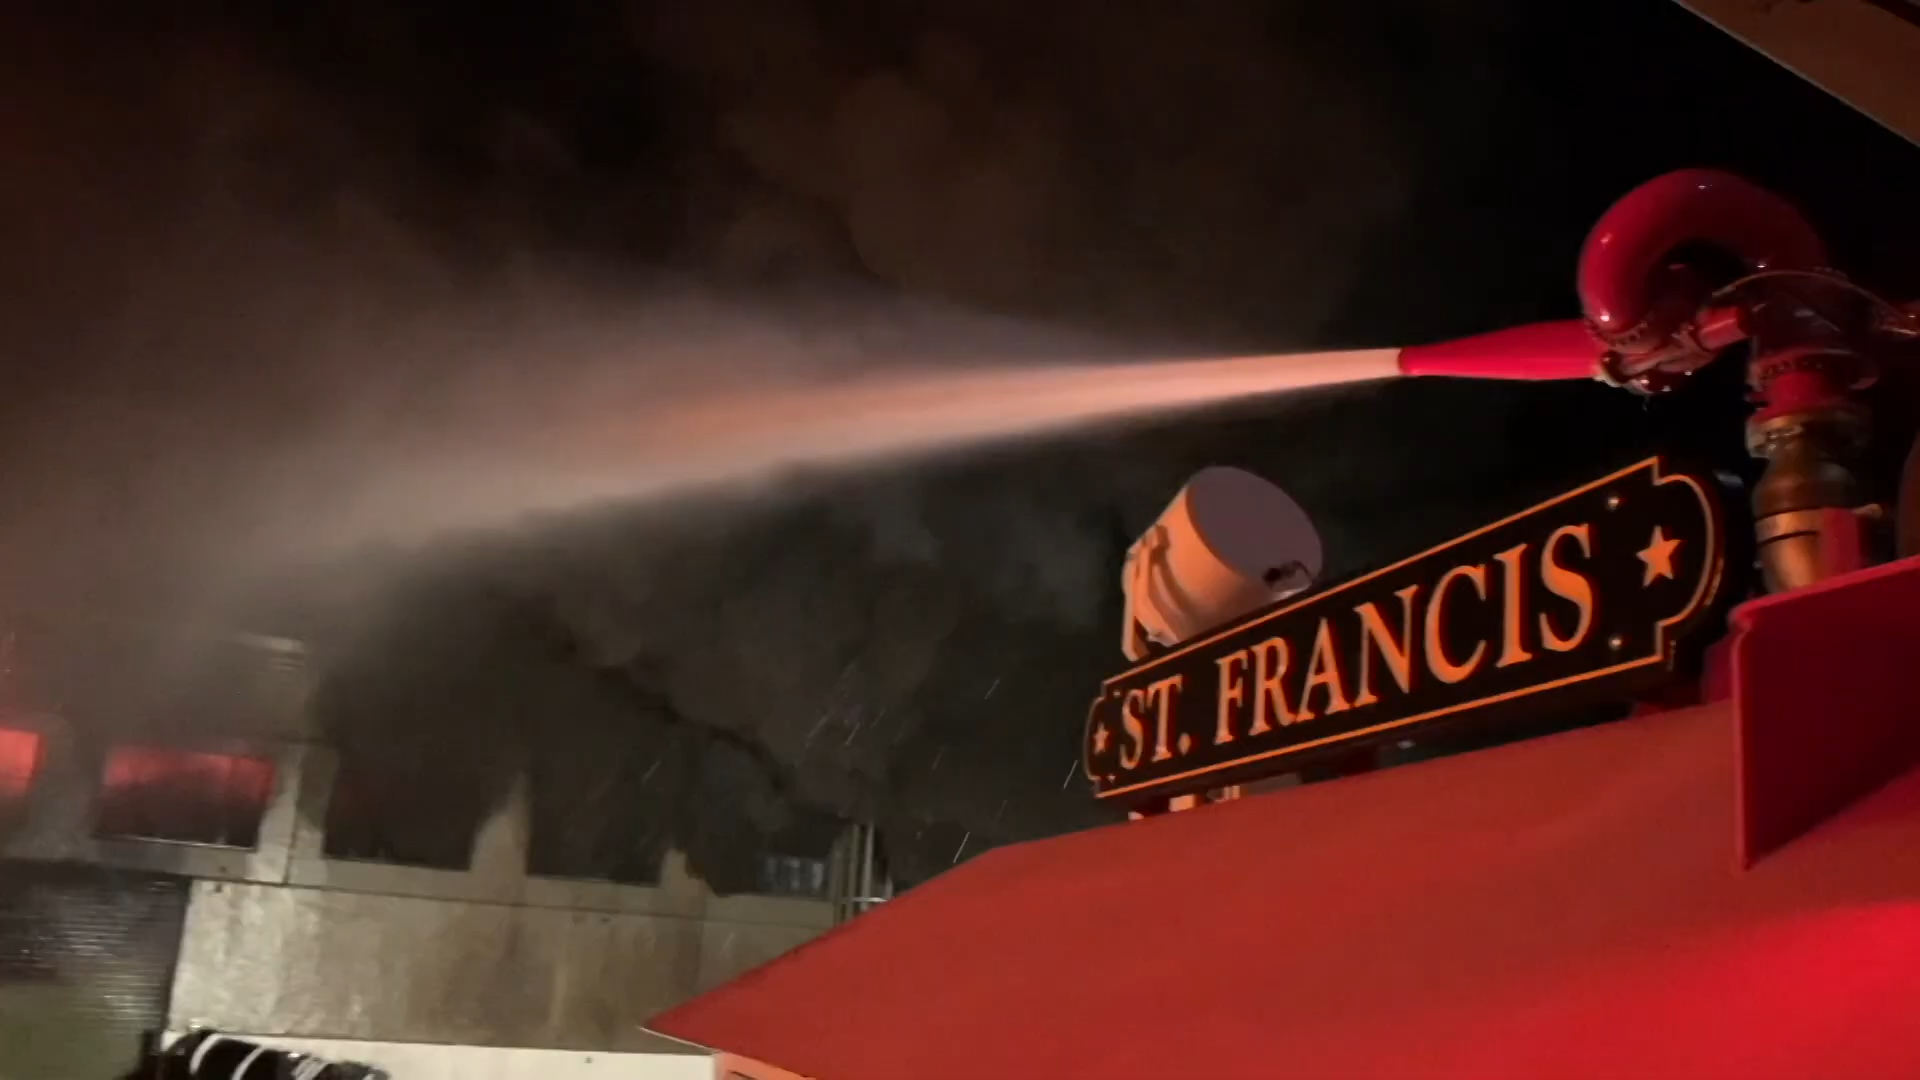 ★ ST. FRANCIS ★